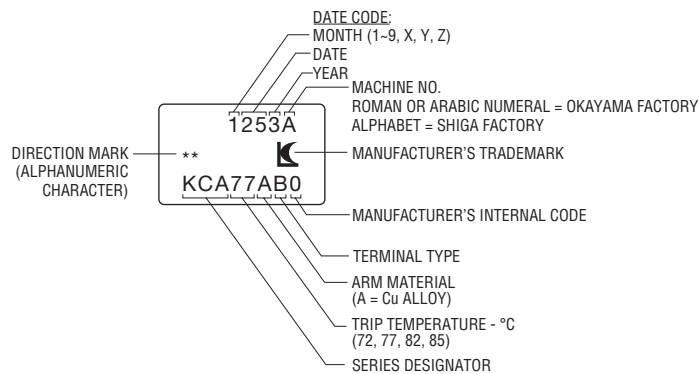 DATE CODE:
MONTH (1~9, X, Y, Z)
DATE
YEAR
MACHINE NO.
ROMAN OR ARABIC NUMERAL = OKAYAMA FACTORY
ALPHABET = SHIGA FACTORY
1253A
DIRECTION MARK
(ALPHANUMERIC
CHARACTER)
**
MANUFACTURER'S TRADEMARK
KCA77AB0
MANUFACTURER'S INTERNAL CODE
TERMINAL TYPE
ARM MATERIAL
(A = Cu ALLOY)
TRIP TEMPERATURE - °C
(72, 77, 82, 85)
SERIES DESIGNATOR